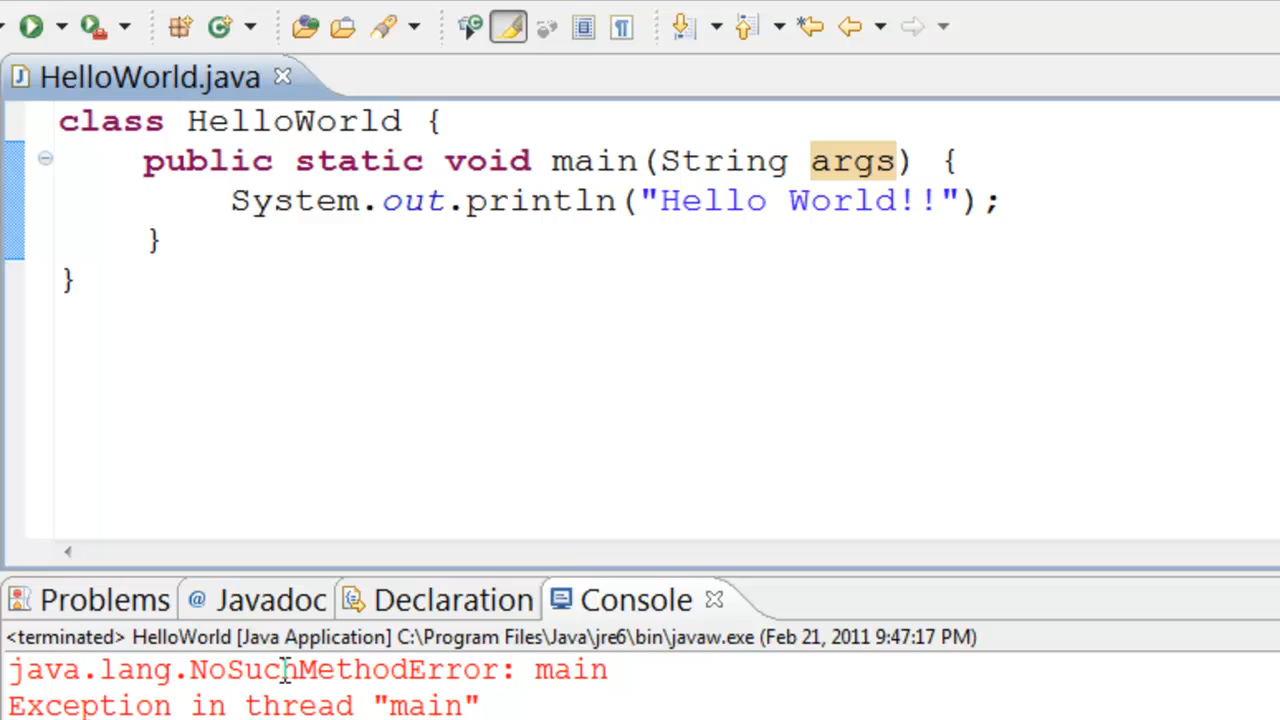 HelloWorld.java
class HelloWorld {
public static void main(String args) {
System.out.println("Hello World!!");
}
}
Problems @ Javadoc Declaration Console
<terminated> HelloWorld [Java Application] C:\Program Files\Java\jre6\bin\javaw.exe (Feb 21, 2011 9:47:17 PM)
java.lang.NoSuchMethodError: main
Exception in thread "main"